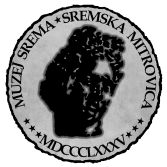 MUZEJ SREMA ★ SREMSKA MITROVICA
★★★ MDCCCLXXXV ★★★